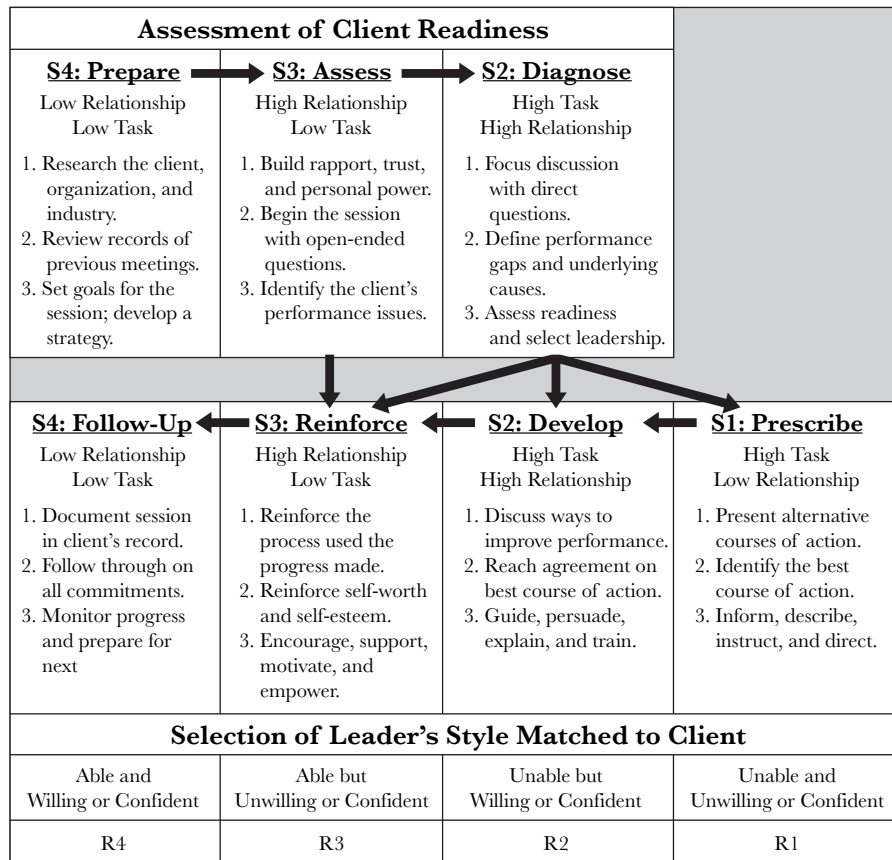 Assessment of Client Readiness
S4: Prepare
Low Relationship
Low Task
1. Research the client,
organization, and
industry.
2. Review records of
previous meetings.
3. Set goals for the
session; develop a
strategy.
S3: Assess
High Relationship
Low Task
1. Build rapport, trust,
and personal power.
2. Begin the session
with open-ended
questions.
3. Identify the client’s
performance issues.
S2: Diagnose
High Task
High Relationship
1. Focus discussion
with direct
questions.
2. Define performance
gaps and underlying
causes.
3. Assess readiness
and select leadership.
S4: Follow-Up
Low Relationship
Low Task
1. Document session
in client’s record.
2. Follow through on
all commitments.
3. Monitor progress
and prepare for
next
S3: Reinforce
High Relationship
Low Task
1. Reinforce the
process used the
progress made.
2. Reinforce self-worth
and self-esteem.
3. Encourage, support,
motivate, and
empower.
S2: Develop
High Task
High Relationship
1. Discuss ways to
improve performance.
2. Reach agreement on
best course of action.
3. Guide, persuade,
explain, and train.
S1: Prescribe
High Task
Low Relationship
1. Present alternative
courses of action.
2. Identify the best
course of action.
3. Inform, describe,
instruct, and direct.
Selection of Leader’s Style Matched to Client
Able and
Willing or Confident
Able but
Unwilling or Confident
Unable but
Willing or Confident
Unable and
Unwilling or Confident
R4
R3
R2
R1